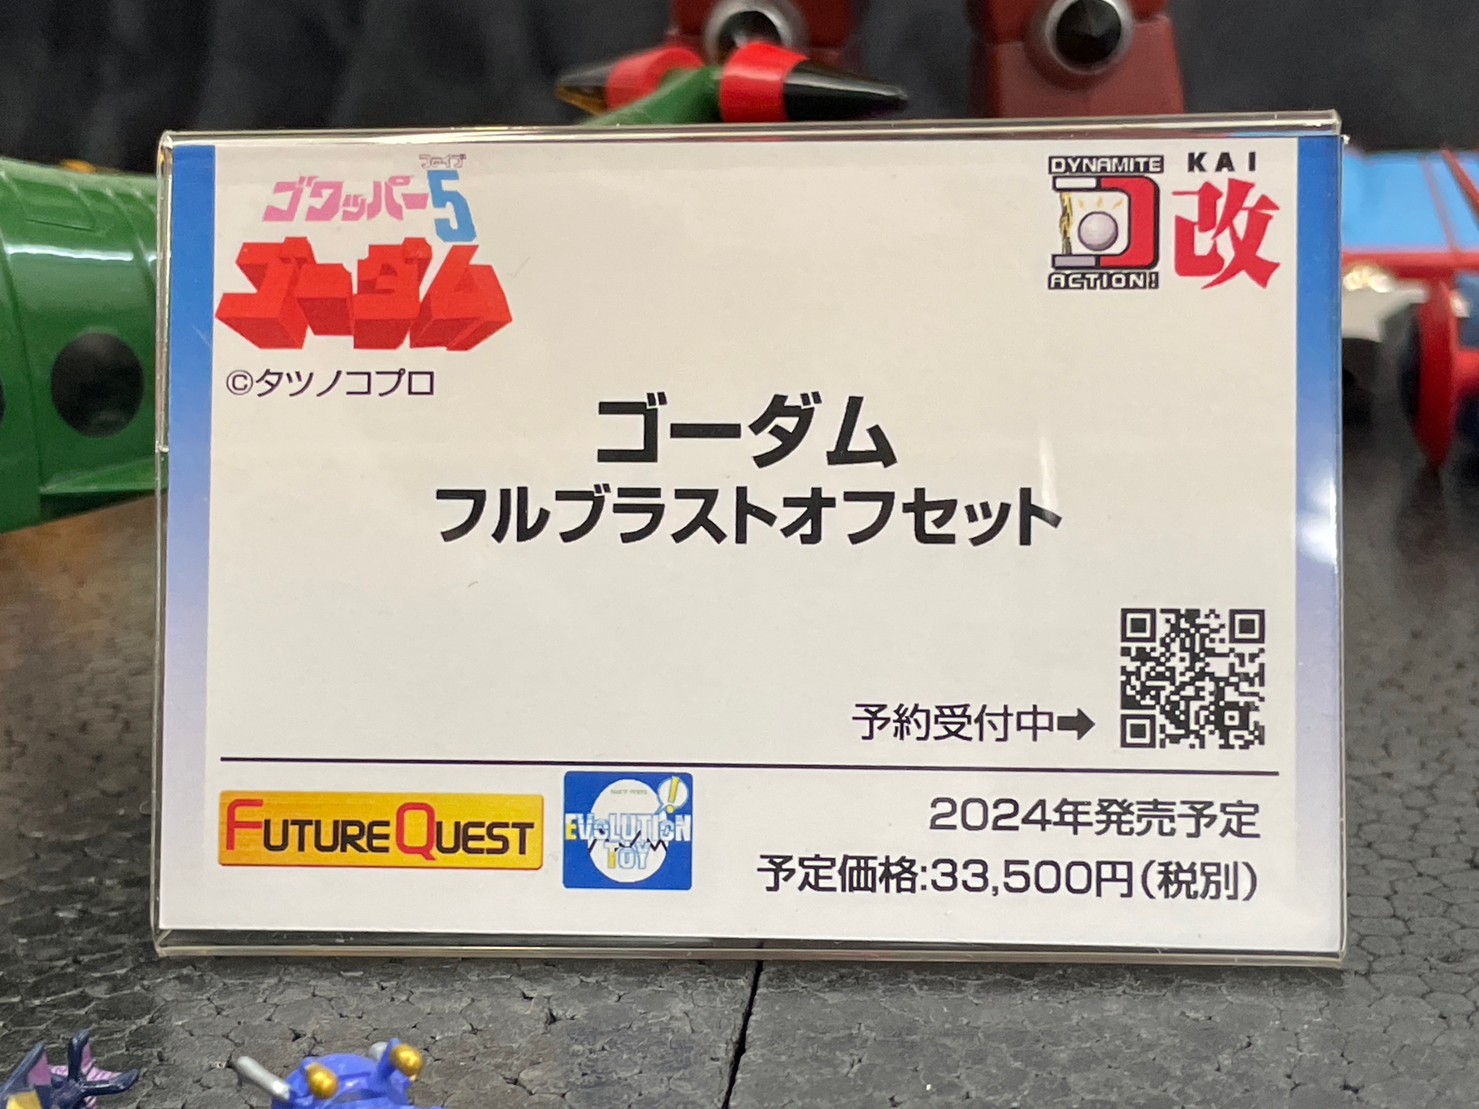 ファイブ
ゴワッパー5
ゴーダム
©タツノコプロ
DYNAMITE
ACTION!
KAI
改
ゴーダム
フルブラストオフセット
予約受付中➡
FUTUREQUEST
EVOLUTION
TOY
2024年発売予定
予定価格:33,500円(税別)